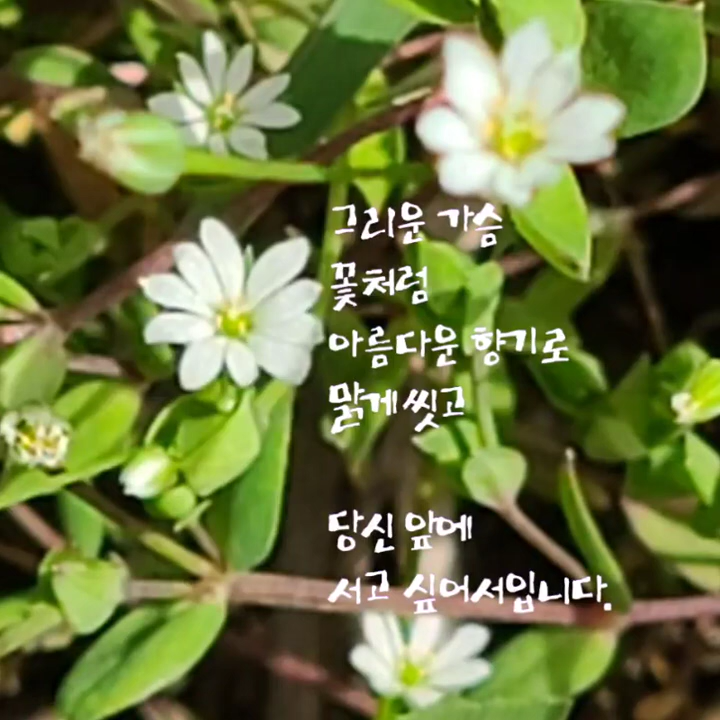 그리운 가슴
꽃처럼
아름다운 향기로
맑게 씻고
당신 앞에
서고 싶어서입니다.